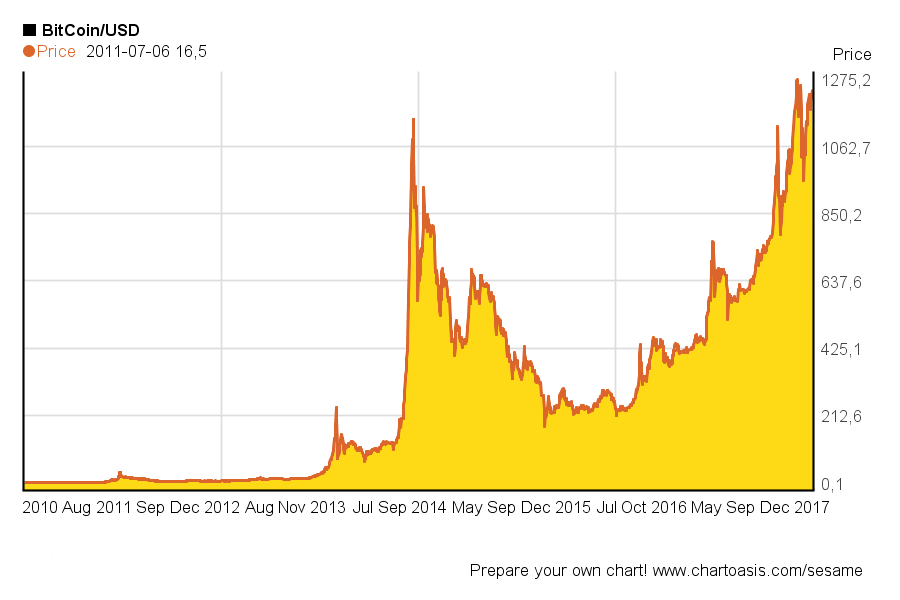 BitCoin/USD
Price 2011-07-06 16,5
Price
1275,2
1062,7
850,2
637,6
425,1
212,6
0,1
2010 Aug 2011 Sep Dec 2012 Aug Nov 2013 Jul Sep 2014 May Sep Dec 2015 Jul Oct 2016 May Sep Dec 2017
Prepare your own chart! www.chartoasis.com/sesame